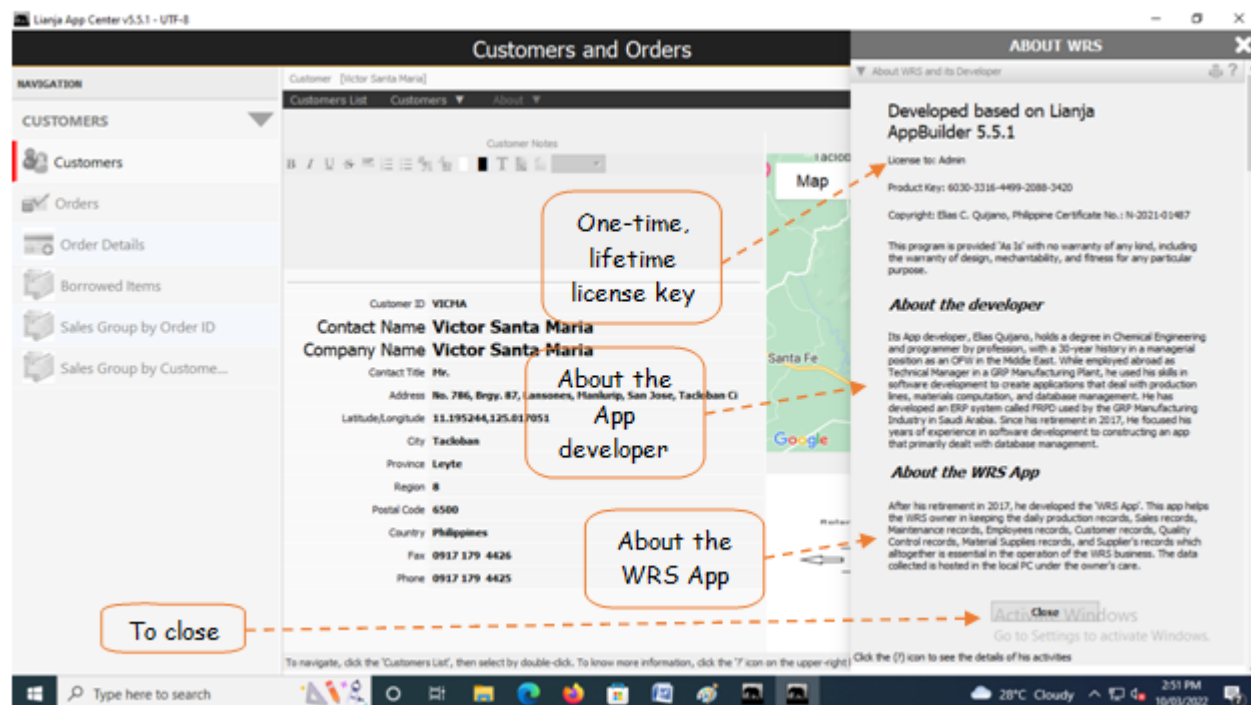 Lianja App Center v5.5.1 - UTF-8
Customers and Orders
ABOUT WRS
NAVIGATION
CUSTOMERS
Customers
Orders
Order Details
Borrowed Items
Sales Group by Order ID
Sales Group by Custome...
Customer [Victor Santa Maria]
Customers List Customers About
Customer Notes
Map
Customer ID VICMA
Contact Name Victor Santa Maria
Company Name Victor Santa Maria
Contact Title Mr.
Address No. 786, Brgy. 87, Lansones, Manlurip, San Jose, Tacloban Ci
Latitude/Longitude 11.195244,125.017051
City Tacloban
Province Leyte
Region 8
Postal Code 6500
Country Philippines
Fax 0917 179 4426
Phone 0917 179 4425
Santa Fe
Google
One-time,
lifetime
license key
About the
App
developer
About the
WRS App
To close
About WRS and its Developer
Developed based on Lianja
AppBuilder 5.5.1
License to: Admin
Product Key: 6030-3316-4499-2088-3420
Copyright: Elias C. Quijano, Philippine Certificate No.: N-2021-01487
This program is provided 'As Is' with no warranty of any kind, including
the warranty of design, mechantability, and fitness for any particular
purpose.
About the developer
Its App developer, Elias Quijano, holds a degree in Chemical Engineering
and programmer by profession, with a 30-year history in a managerial
position as an OFW in the Middle East. While employed abroad as
Technical Manager in a GRP Manufacturing Plant, he used his skills in
software development to create applications that deal with production
lines, materials computation, and database management. He has
developed an ERP system called FRPD used by the GRP Manufacturing
Industry in Saudi Arabia. Since his retirement in 2017, He focused his
years of experience in software development to constructing an app
that primarily dealt with database management.
About the WRS App
After his retirement in 2017, he developed the 'WRS App'. This app helps
the WRS owner in keeping the daily production records, Sales records,
Maintenance records, Employees records, Customer records, Quality
Control records, Material Supplies records, and Supplier's records which
altogether is essential in the operation of the WRS business. The data
collected is hosted in the local PC under the owner's care.
Close
Activate Windows
Go to Settings to activate Windows.
Click the (?) icon to see the details of his activities
To navigate, click the 'Customers List', then select by double-click. To know more information, click the '?' icon on the upper-right
Type here to search
28°C Cloudy
2:51 PM
10/03/2022